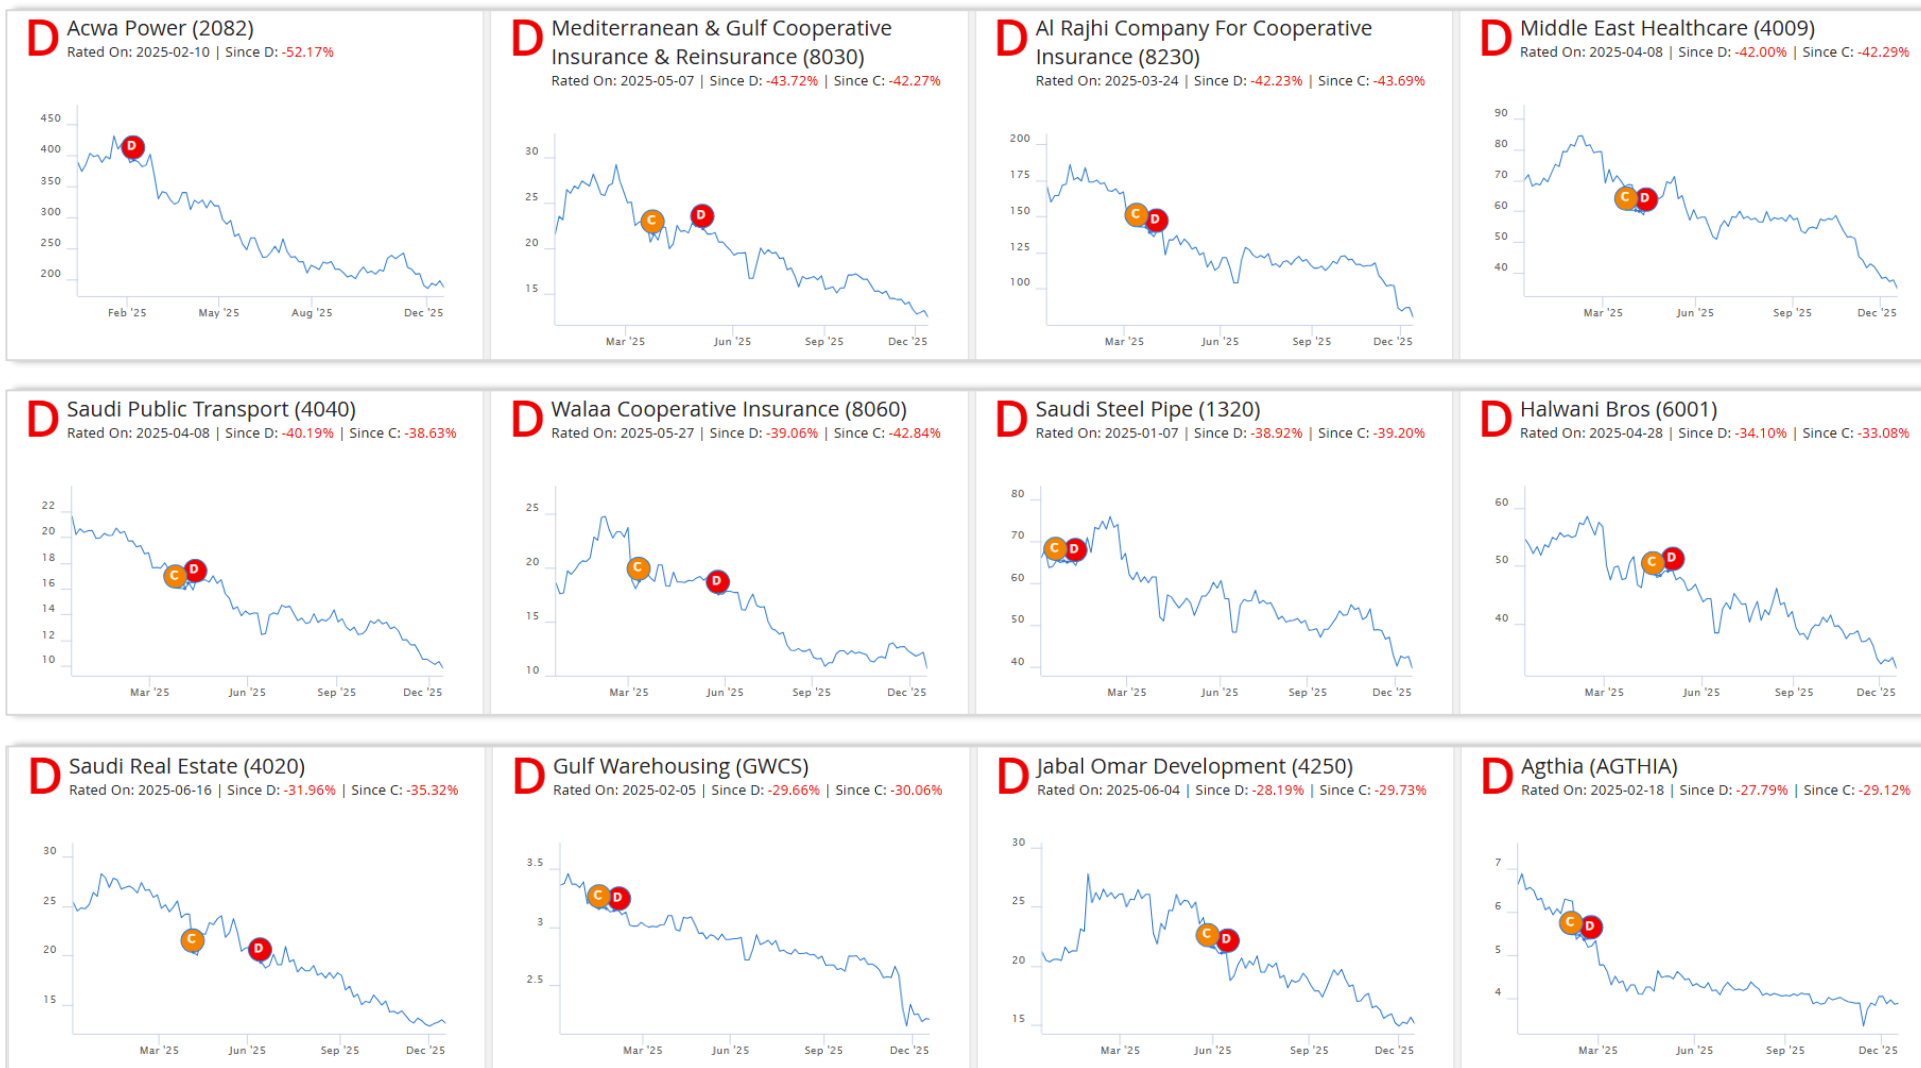 D Acwa Power (2082)
Rated On: 2025-02-10 | Since D: -52.17%
450
400
350
300
250
200
D
Feb '25 May '25 Aug '25 Dec '25
D Mediterranean & Gulf Cooperative
Insurance & Reinsurance (8030)
Rated On: 2025-05-07 | Since D: -43.72% | Since C: -42.27%
30
25
20
15
C D
Mar '25 Jun '25 Sep '25 Dec '25
D Al Rajhi Company For Cooperative
Insurance (8230)
Rated On: 2025-03-24 | Since D: -42.23% | Since C: -43.69%
200
175
150
125
100
C D
Mar '25 Jun '25 Sep '25 Dec '25
D Middle East Healthcare (4009)
Rated On: 2025-04-08 | Since D: -42.00% | Since C: -42.29%
90
80
70
60
50
40
C D
Mar '25 Jun '25 Sep '25 Dec '25
D Saudi Public Transport (4040)
Rated On: 2025-04-08 | Since D: -40.19% | Since C: -38.63%
22
20
18
16
14
12
10
C D
Mar '25 Jun '25 Sep '25 Dec '25
D Walaa Cooperative Insurance (8060)
Rated On: 2025-05-27 | Since D: -39.06% | Since C: -42.84%
25
20
15
10
C D
Mar '25 Jun '25 Sep '25 Dec '25
D Saudi Steel Pipe (1320)
Rated On: 2025-01-07 | Since D: -38.92% | Since C: -39.20%
80
70
60
50
40
C D
Mar '25 Jun '25 Sep '25 Dec '25
D Halwani Bros (6001)
Rated On: 2025-04-28 | Since D: -34.10% | Since C: -33.08%
60
50
40
C D
Mar '25 Jun '25 Sep '25 Dec '25
D Saudi Real Estate (4020)
Rated On: 2025-06-16 | Since D: -31.96% | Since C: -35.32%
30
25
20
15
C D
Mar '25 Jun '25 Sep '25 Dec '25
D Gulf Warehousing (GWCS)
Rated On: 2025-02-05 | Since D: -29.66% | Since C: -30.06%
3.5
3
2.5
C D
Mar '25 Jun '25 Sep '25 Dec '25
D Jabal Omar Development (4250)
Rated On: 2025-06-04 | Since D: -28.19% | Since C: -29.73%
30
25
20
15
C D
Mar '25 Jun '25 Sep '25 Dec '25
D Agthia (AGTHIA)
Rated On: 2025-02-18 | Since D: -27.79% | Since C: -29.12%
7
6
5
4
C D
Mar '25 Jun '25 Sep '25 Dec '25